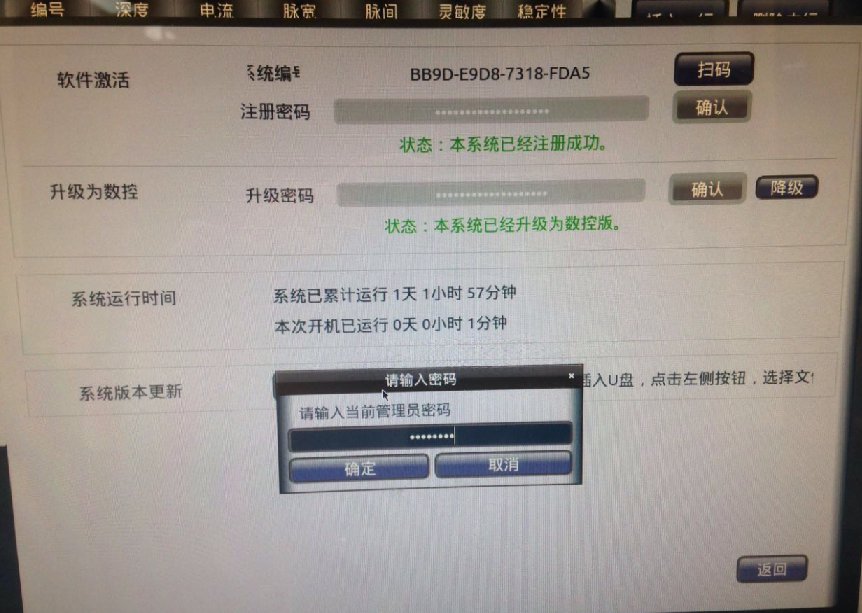 编号 深度 电流 脉宽 脉间 灵敏度 稳定性
软件激活
系统编号 BB9D-E9D8-7318-FDA5 扫码
注册密码 •••••••••••••••••••• 确认
状态：本系统已经注册成功。
升级为数控 升级密码 •••••••••••••••••••• 确认 降级
状态：本系统已经升级为数控版。
系统运行时间 系统已累计运行 1天 1小时 57分钟
本次开机已运行 0天 0小时 1分钟
系统版本更新 插入U盘，点击左侧按钮，选择文
请输入密码 ×
请输入当前管理员密码
••••••••
确定 取消
返回